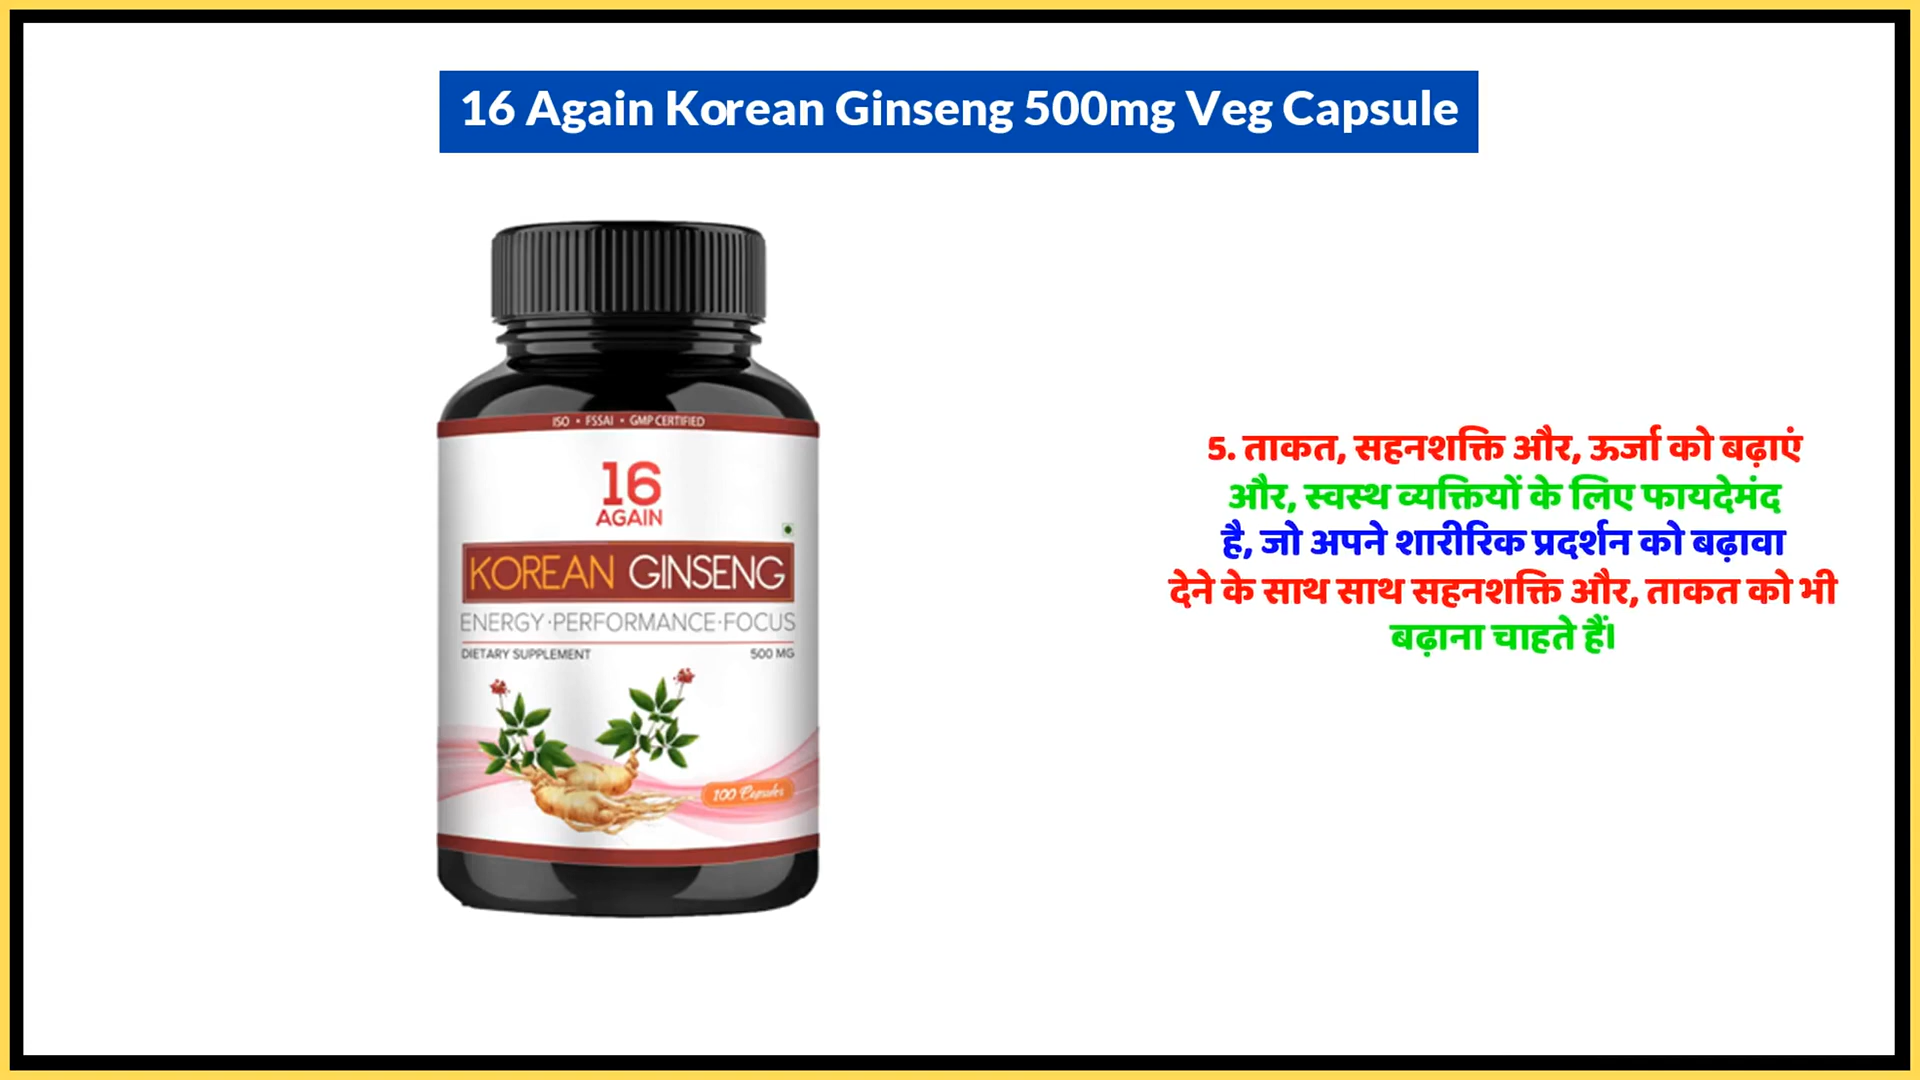 16 Again Korean Ginseng 500mg Veg Capsule
ISO • FSSAI • GMP CERTIFIED
16
AGAIN
KOREAN GINSENG
ENERGY·PERFORMANCE·FOCUS
DIETARY SUPPLEMENT 500 MG
100 Capsules
5. ताकत, सहनशक्ति और, ऊर्जा को बढ़ाएं
और, स्वस्थ व्यक्तियों के लिए फायदेमंद
है, जो अपने शारीरिक प्रदर्शन को बढ़ावा
देने के साथ साथ सहनशक्ति और, ताकत को भी
बढ़ाना चाहते हैं।